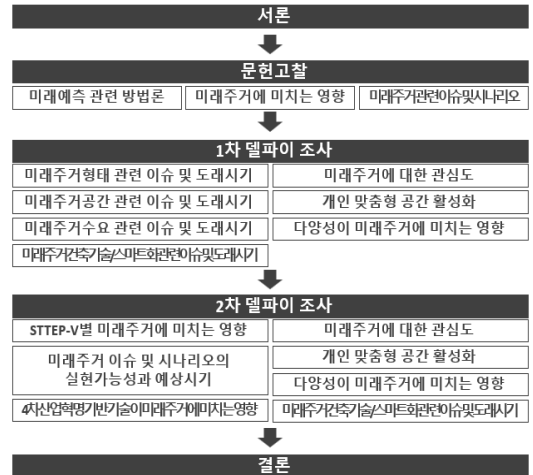 서론
문헌고찰
미래예측 관련 방법론
미래주거에 미치는 영향
미래주거관련이슈및시나리오
1차 델파이 조사
미래주거형태 관련 이슈 및 도래시기
미래주거에 대한 관심도
미래주거공간 관련 이슈 및 도래시기
개인 맞춤형 공간 활성화
미래주거수요 관련 이슈 및 도래시기
다양성이 미래주거에 미치는 영향
미래주거건축기술/스마트화관련이슈및도래시기
2차 델파이 조사
STTEP-V별 미래주거에 미치는 영향
미래주거에 대한 관심도
미래주거 이슈 및 시나리오의
실현가능성과 예상시기
개인 맞춤형 공간 활성화
다양성이 미래주거에 미치는 영향
4차산업혁명기반기술이미래주거에미치는영향
미래주거건축기술/스마트화관련이슈및도래시기
결론